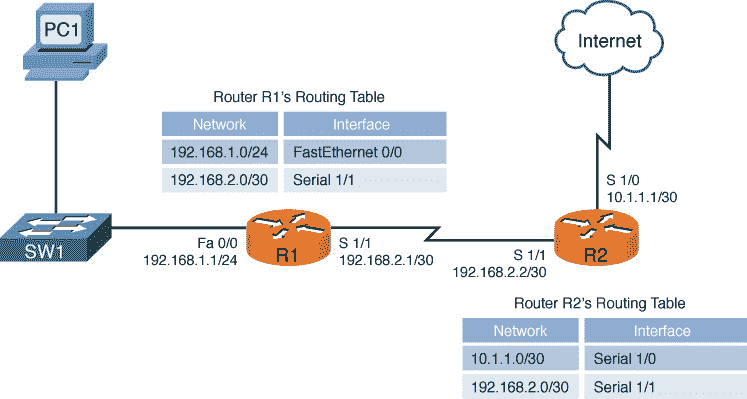 PC1
Internet
Router R1's Routing Table
Network Interface
192.168.1.0/24 FastEthernet 0/0
192.168.2.0/30 Serial 1/1
S 1/0
10.1.1.1/30
SW1
Fa 0/0
192.168.1.1/24
R1
S 1/1
192.168.2.1/30
S 1/1
192.168.2.2/30
R2
Router R2's Routing Table
Network Interface
10.1.1.0/30 Serial 1/0
192.168.2.0/30 Serial 1/1